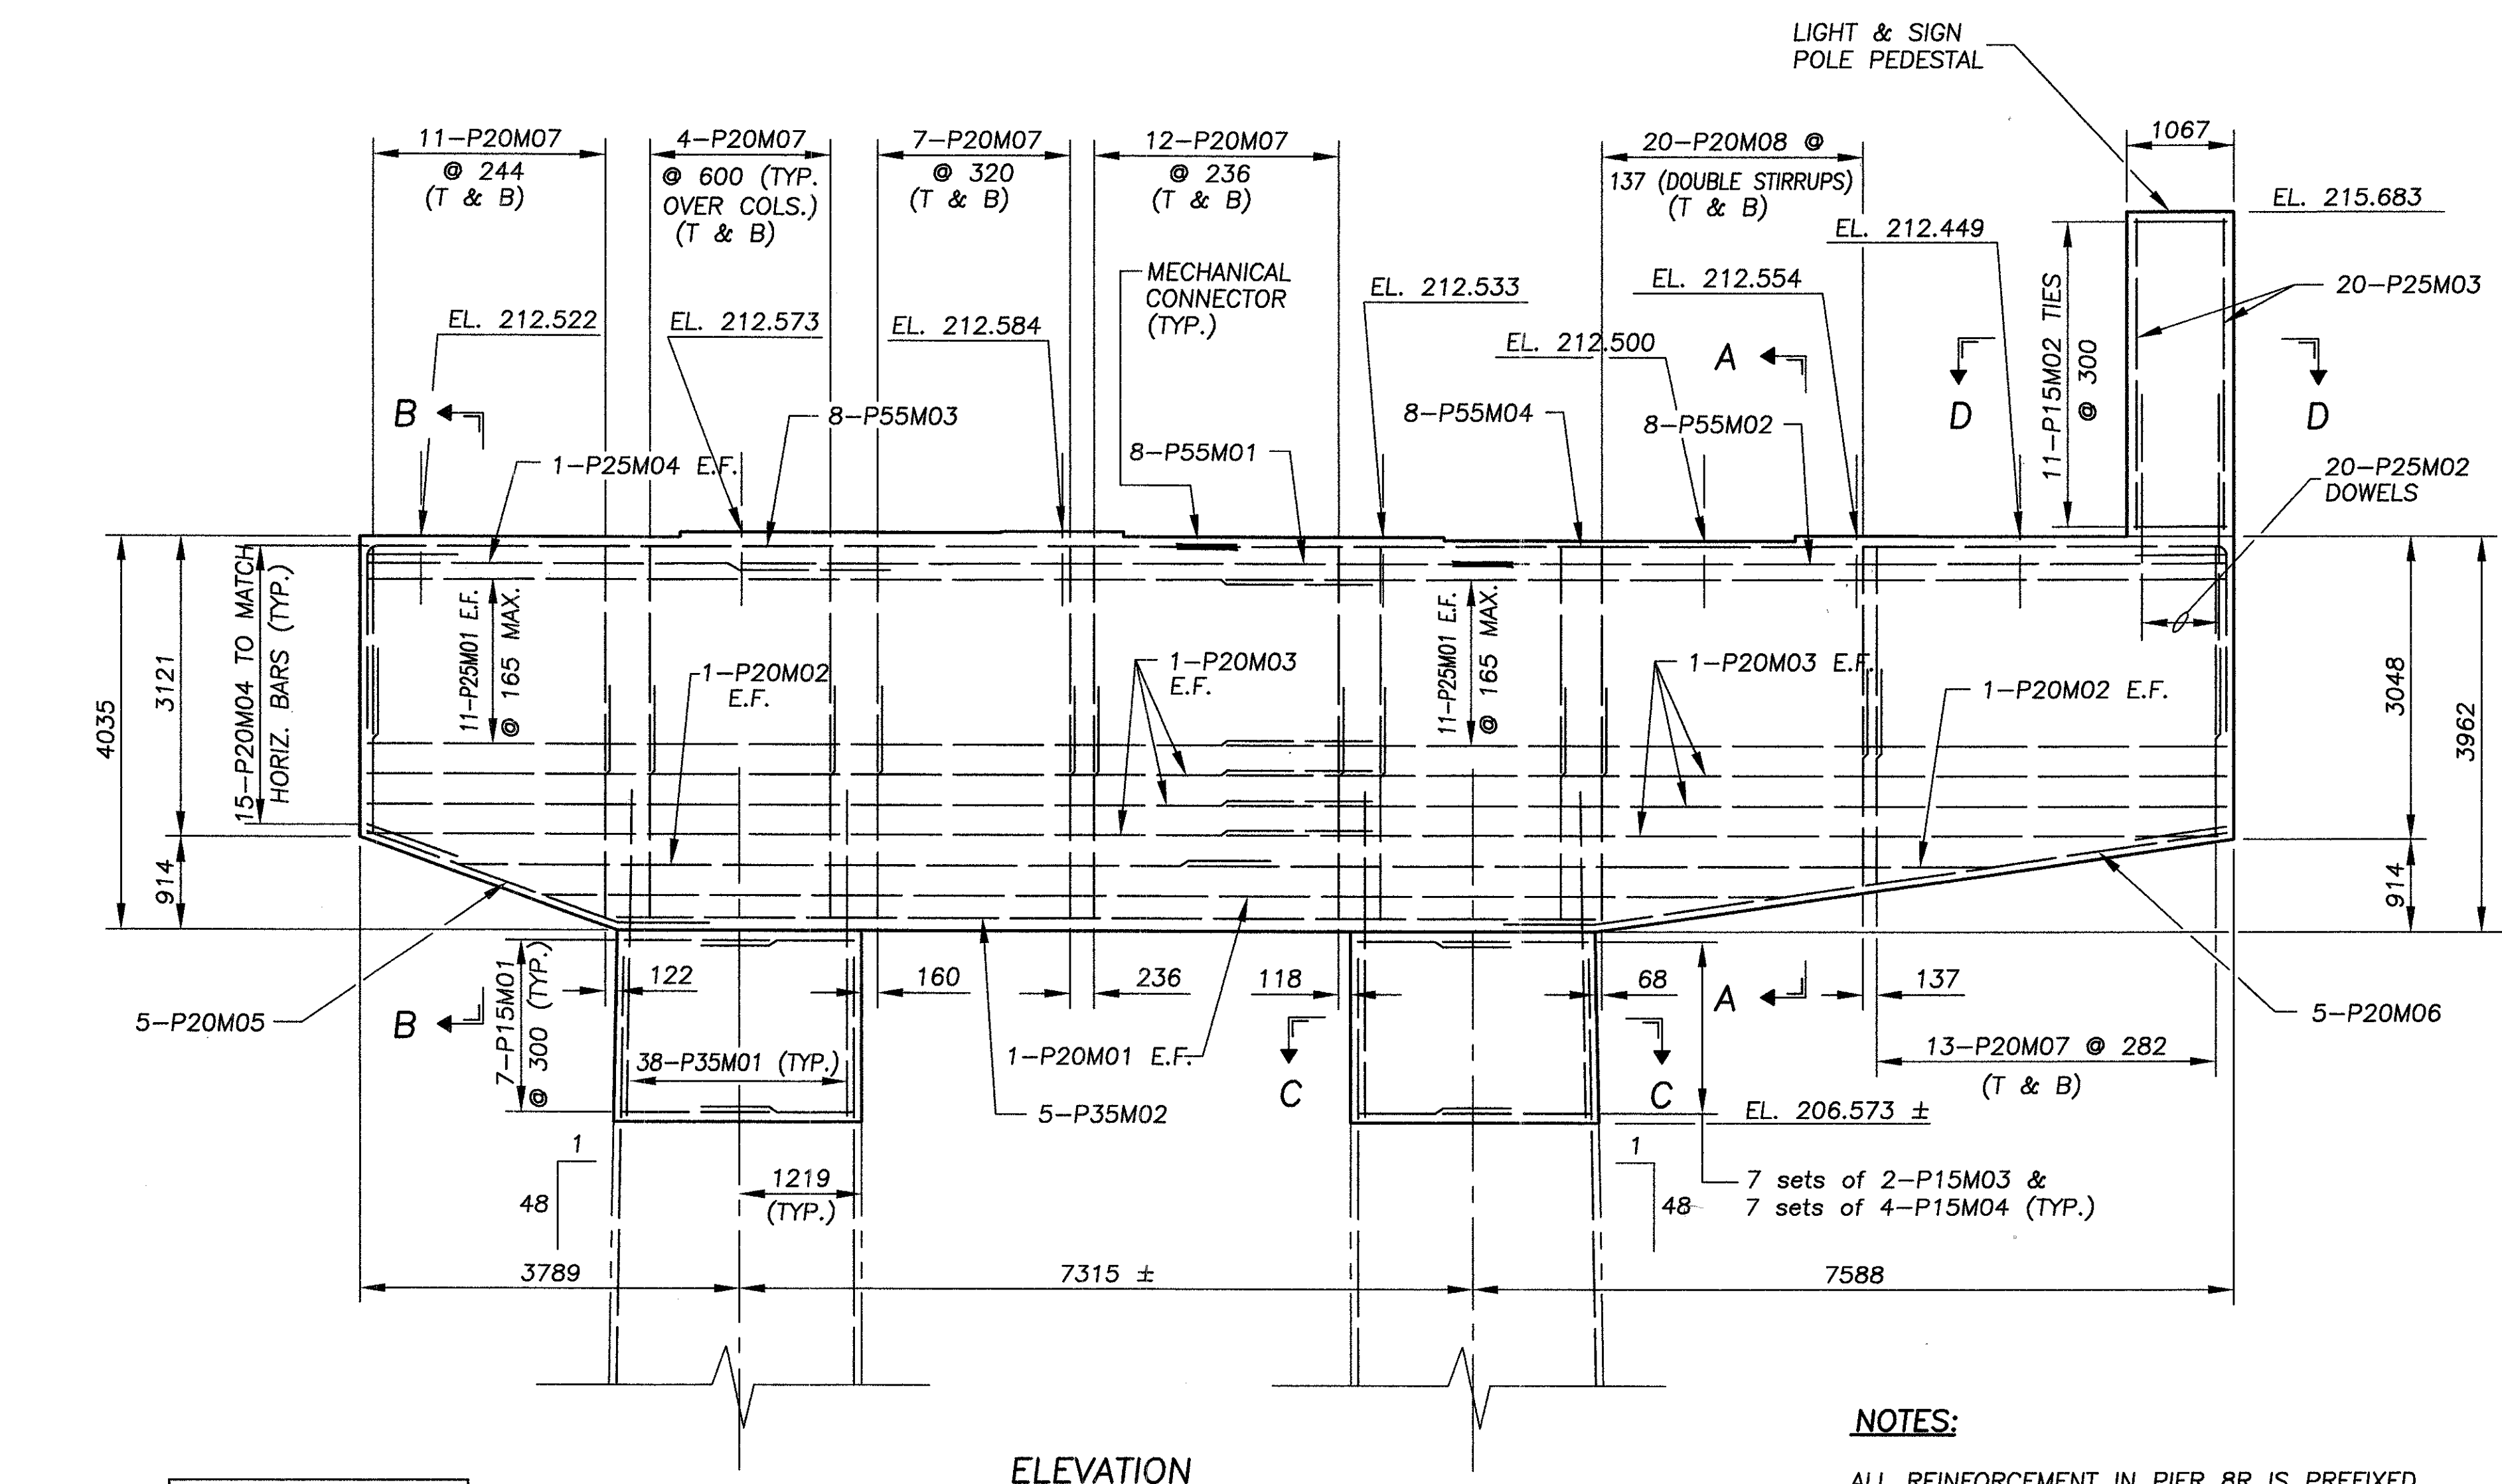 LIGHT & SIGN
POLE PEDESTAL
11-P20M07
@ 244
(T & B)
4-P20M07
@ 600 (TYP.
OVER COLS.)
(T & B)
7-P20M07
@ 320
(T & B)
12-P20M07
@ 236
(T & B)
20-P20M08 @
137 (DOUBLE STIRRUPS)
(T & B)
1067
EL. 215.683
EL. 212.449
MECHANICAL
CONNECTOR
(TYP.)
EL. 212.533
EL. 212.554
11-P15M02 TIES
@ 300
20-P25M03
EL. 212.522
EL. 212.573
EL. 212.584
EL. 212.500
A
B
D
D
8-P55M03
8-P55M04
8-P55M02
8-P55M01
1-P25M04 E.F.
20-P25M02
DOWELS
4035
3121
914
15-P20M04 TO MATCH
HORIZ. BARS (TYP.)
11-P25M01 E.F.
@ 165 MAX.
1-P20M02
E.F.
1-P20M03
E.F.
11-P25M01 E.F.
@ 165 MAX.
1-P20M03 E.F.
1-P20M02 E.F.
3048
3962
914
122
160
236
118
68
A
137
5-P20M05
B
7-P15M01
@ 300 (TYP.)
38-P35M01 (TYP.)
1-P20M01 E.F.
C
C
5-P20M06
13-P20M07 @ 282
(T & B)
5-P35M02
EL. 206.573 ±
1
48
1219
(TYP.)
1
48
7 sets of 2-P15M03 &
7 sets of 4-P15M04 (TYP.)
3789
7315 ±
7588
ELEVATION
NOTES:
ALL REINFORCEMENT IN PIER 8R IS PREFIXED